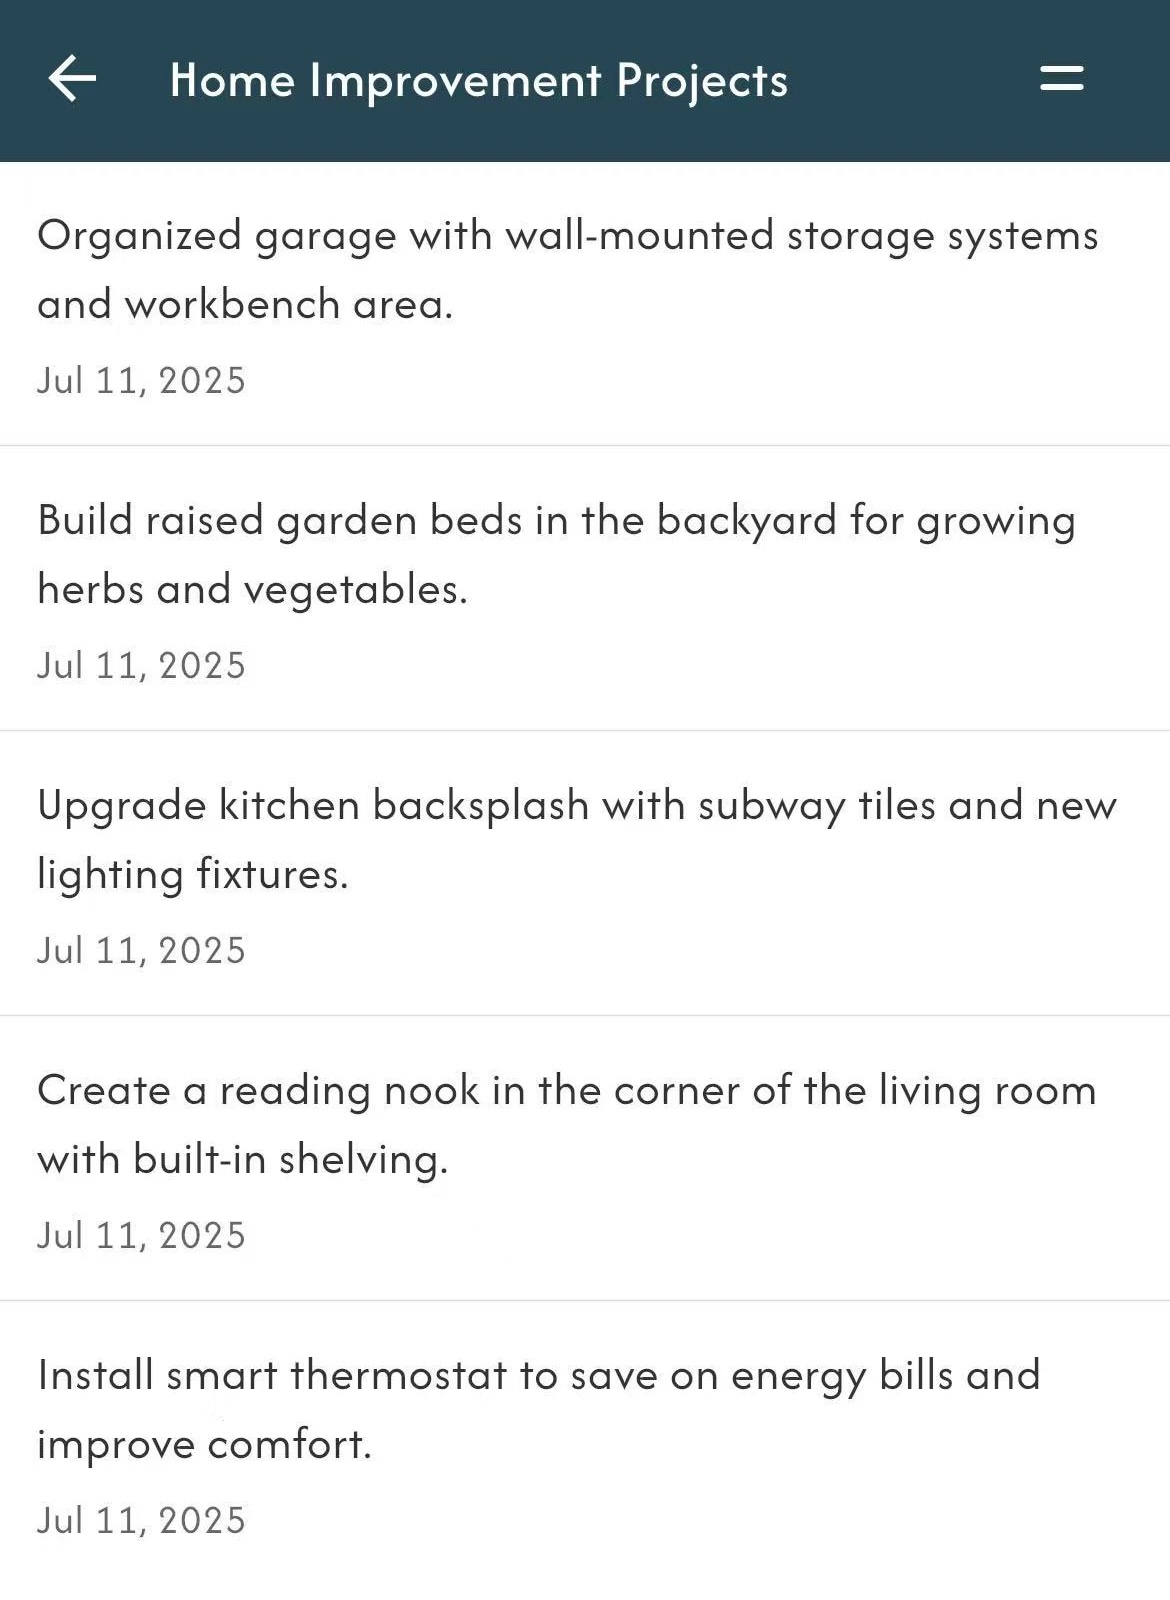 Home Improvement Projects
Organized garage with wall-mounted storage systems
and workbench area.
Jul 11, 2025
Build raised garden beds in the backyard for growing
herbs and vegetables.
Jul 11, 2025
Upgrade kitchen backsplash with subway tiles and new
lighting fixtures.
Jul 11, 2025
Create a reading nook in the corner of the living room
with built-in shelving.
Jul 11, 2025
Install smart thermostat to save on energy bills and
improve comfort.
Jul 11, 2025